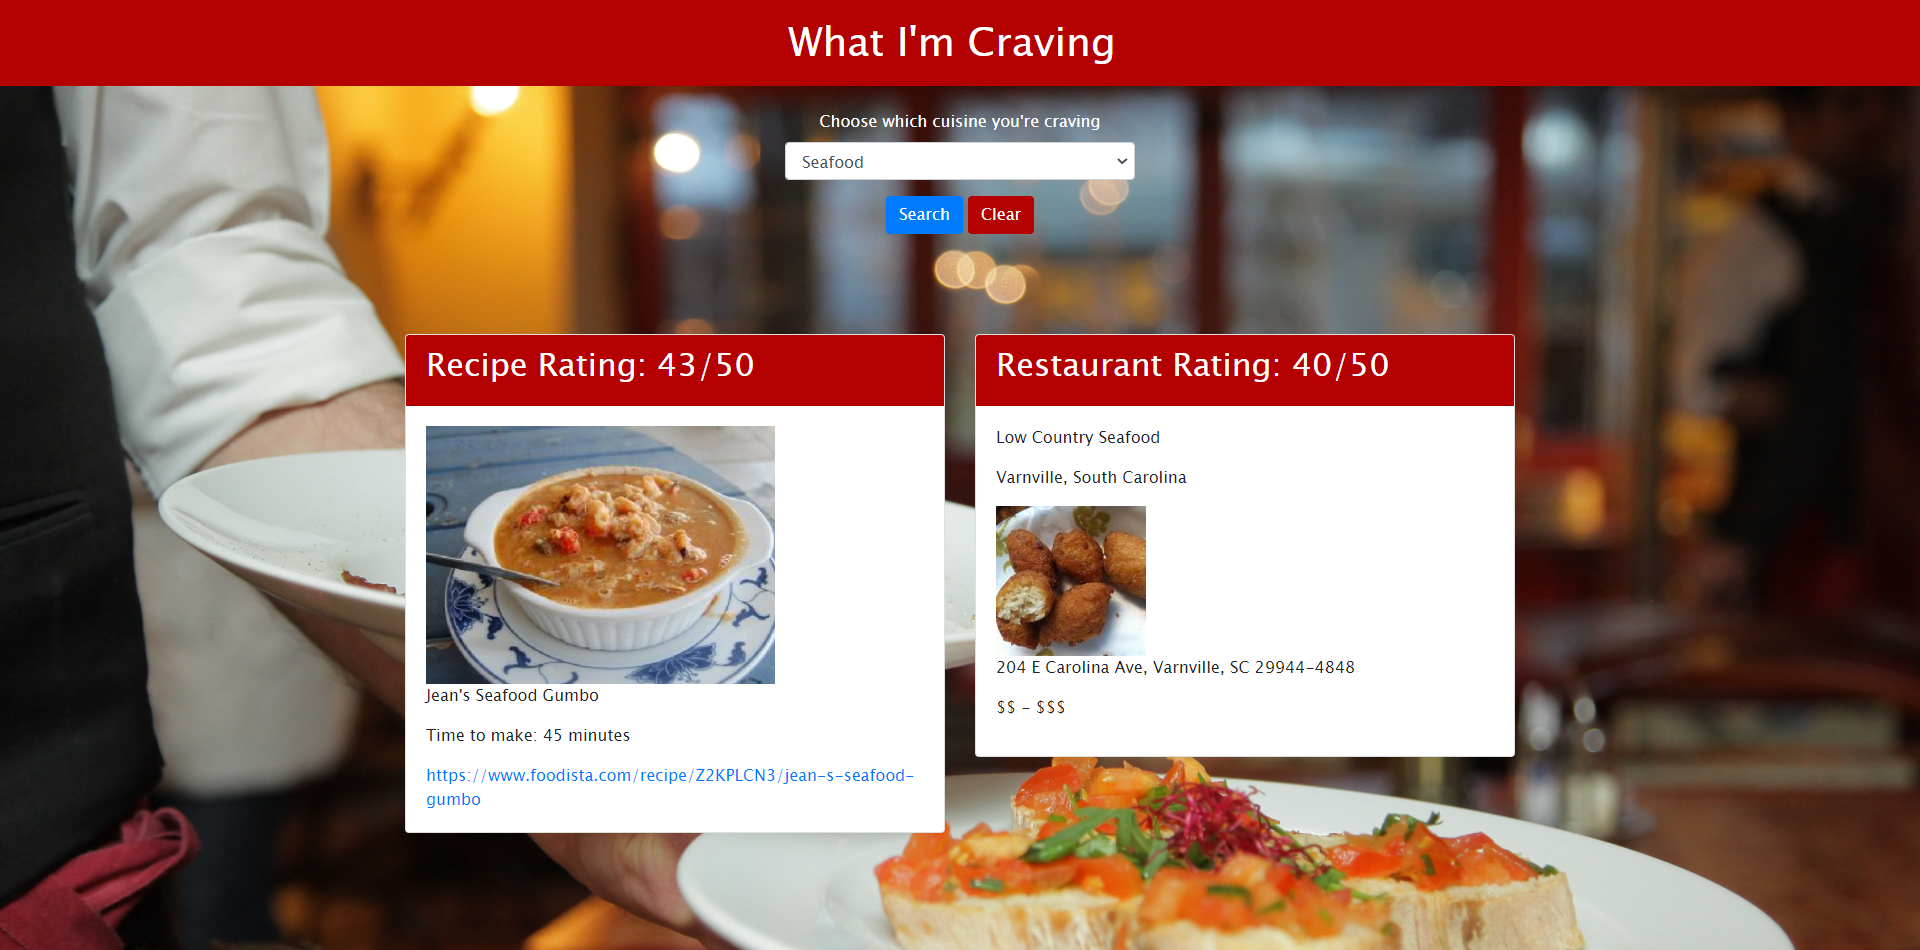 What I'm Craving
Choose which cuisine you're craving
Seafood
Search Clear
Recipe Rating: 43/50
Jean's Seafood Gumbo
Time to make: 45 minutes
https://www.foodista.com/recipe/Z2KPLCN3/jean-s-seafood-
gumbo
Restaurant Rating: 40/50
Low Country Seafood
Varnville, South Carolina
204 E Carolina Ave, Varnville, SC 29944-4848
$$ - $$$